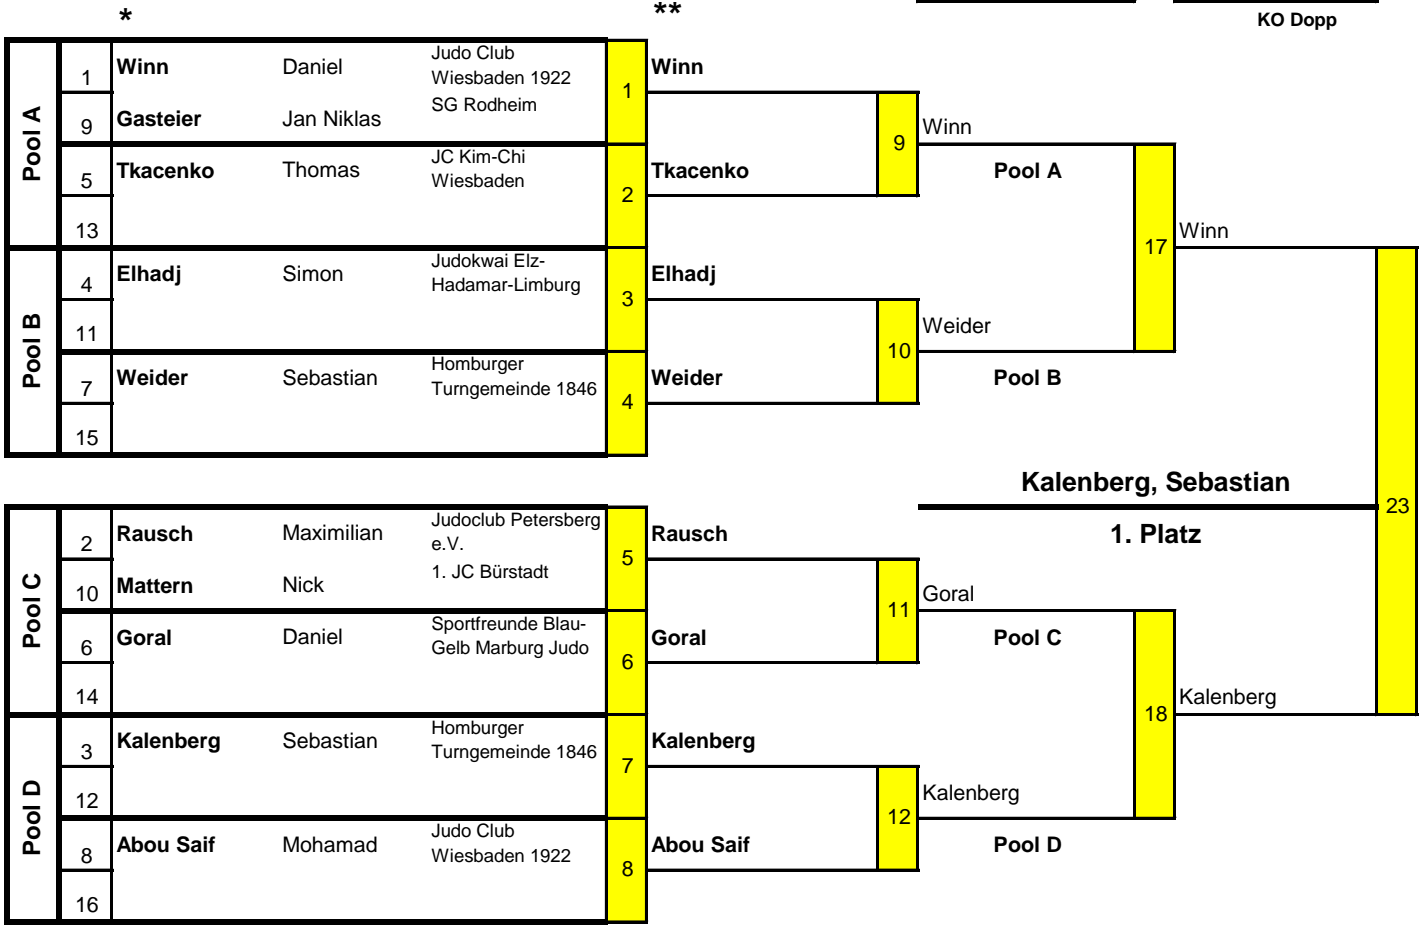 * **
KO Dopp
Pool A
1 Winn Daniel Judo Club
Wiesbaden 1922
9 Gasteier Jan Niklas SG Rodheim
1
5 Tkacenko Thomas JC Kim-Chi
Wiesbaden
13
2
Pool B
4 Elhadj Simon Judokwai Elz-
Hadamar-Limburg
11
3
7 Weider Sebastian Homburger
Turngemeinde 1846
15
4
Winn
Tkacenko
9
Winn
Pool A
Elhadj
Weider
10
Weider
Pool B
17
Winn
Kalenberg, Sebastian
1. Platz
23
Pool C
2 Rausch Maximilian Judoclub Petersberg
e.V.
10 Mattern Nick 1. JC Bürstadt
5
6 Goral Daniel Sportfreunde Blau-
Gelb Marburg Judo
14
6
Pool D
3 Kalenberg Sebastian Homburger
Turngemeinde 1846
12
7
8 Abou Saif Mohamad Judo Club
Wiesbaden 1922
16
8
Rausch
Goral
11
Goral
Pool C
Kalenberg
Abou Saif
12
Kalenberg
Pool D
18
Kalenberg